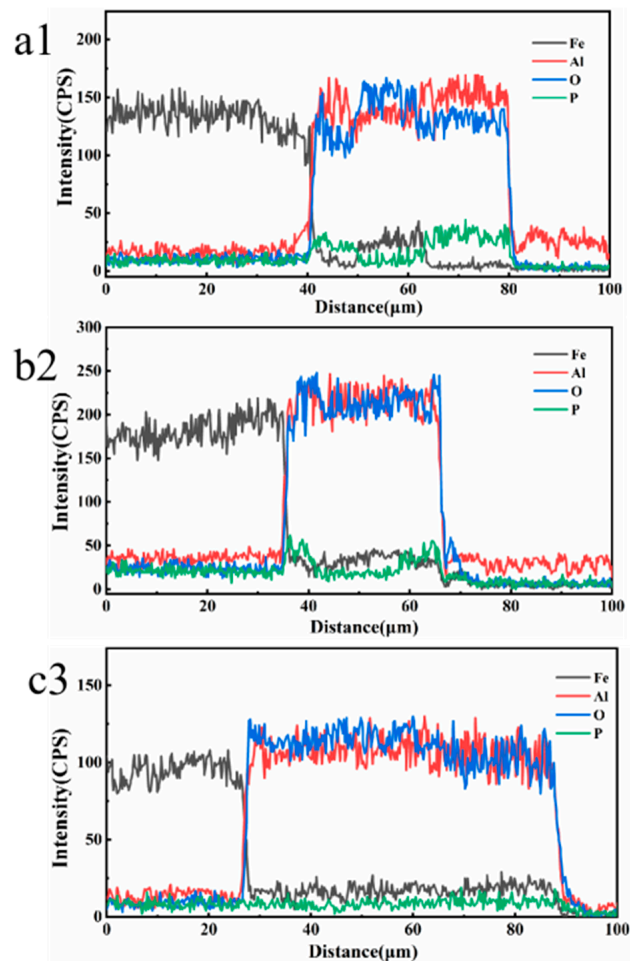 a1
Fe
Al
O
P
Intensity(CPS)
200
150
100
50
0
0 20 40 60 80 100
Distance(μm)
b2
Fe
Al
O
P
Intensity(CPS)
300
250
200
150
100
50
0
0 20 40 60 80 100
Distance(μm)
c3
Fe
Al
O
P
Intensity(CPS)
150
100
50
0
0 20 40 60 80 100
Distance(μm)